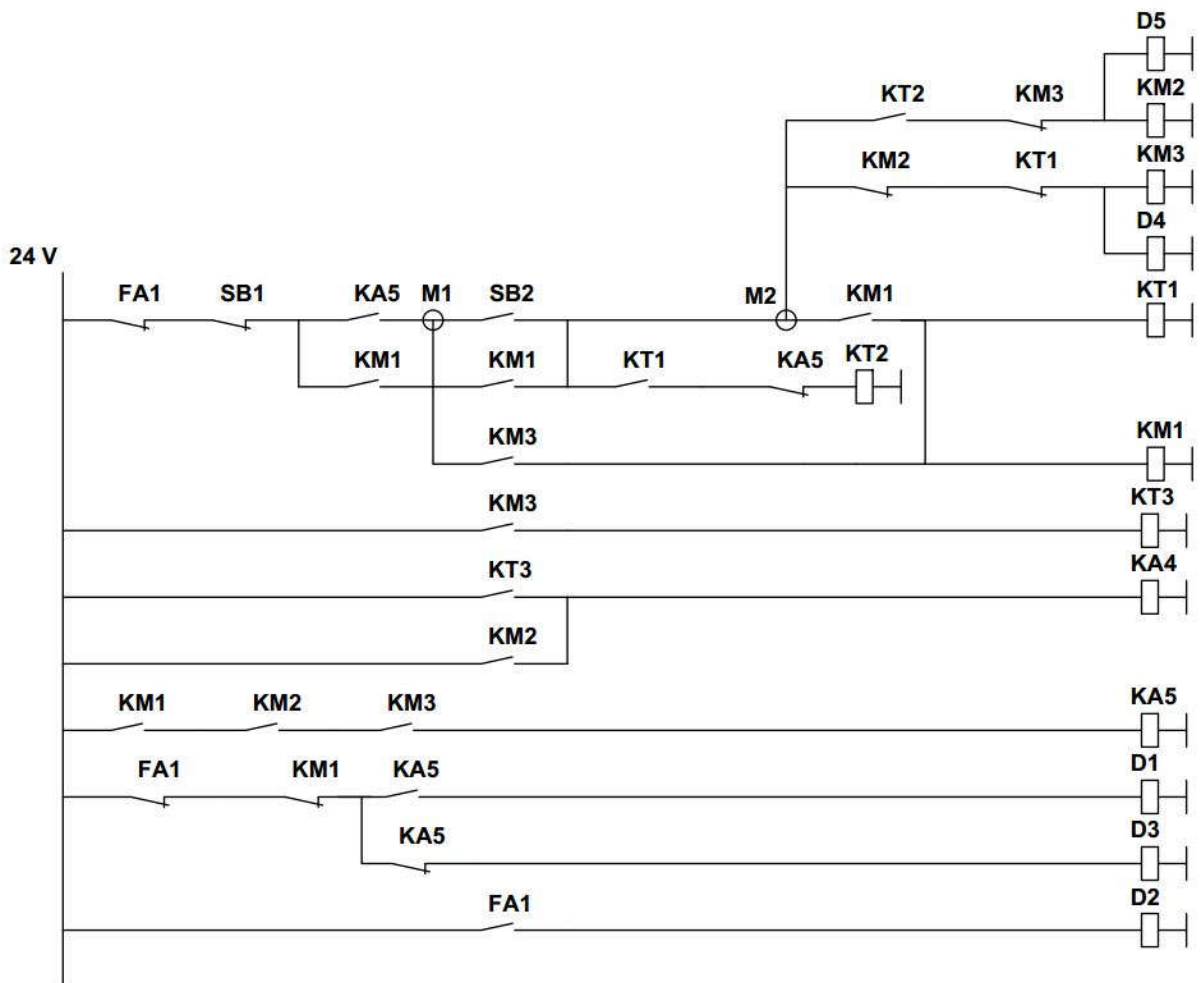 D5
KT2 KM3 KM2
KM2 KT1 KM3
D4
24 V
FA1 SB1 KA5 M1 SB2 M2 KM1 KT1
KM1 KM1 KT1 KA5 KT2
KM3 KM1
KM3 KT3
KT3 KA4
KM2
KM1 KM2 KM3 KA5
FA1 KM1 KA5 D1
KA5 D3
FA1 D2